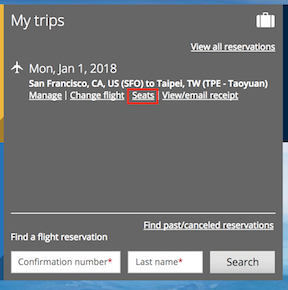 My trips
View all reservations
Mon, Jan 1, 2018
San Francisco, CA, US (SFO) to Taipei, TW (TPE - Taoyuan)
Manage | Change flight | Seats | View/email receipt
Find past/canceled reservations
Find a flight reservation
Confirmation number* Last name* Search